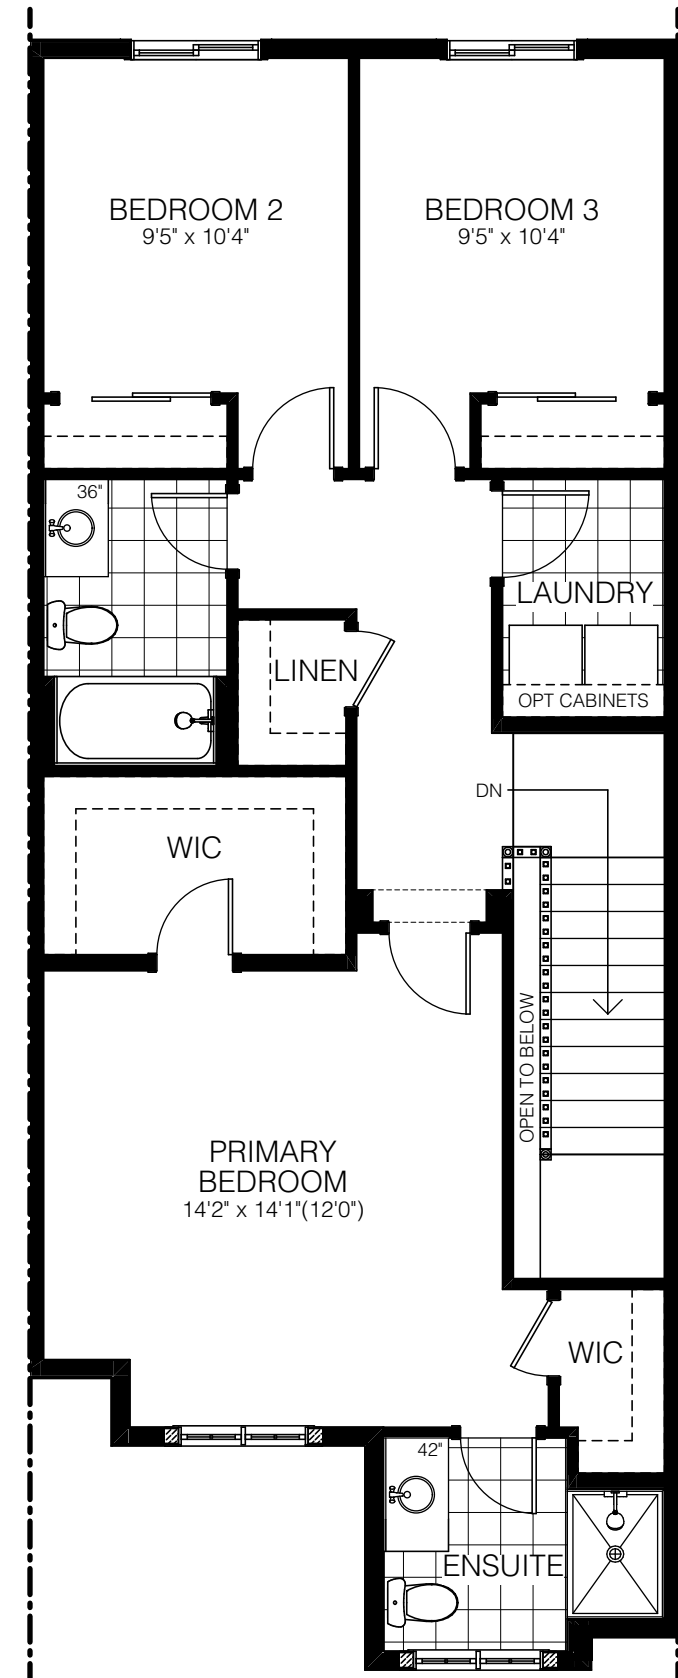 BEDROOM 2
9'5" x 10'4"
BEDROOM 3
9'5" x 10'4"
36"
LAUNDRY
LINEN
OPT CABINETS
DN
WIC
OPEN TO BELOW
PRIMARY
BEDROOM
14'2" x 14'1"(12'0")
WIC
42"
ENSUITE